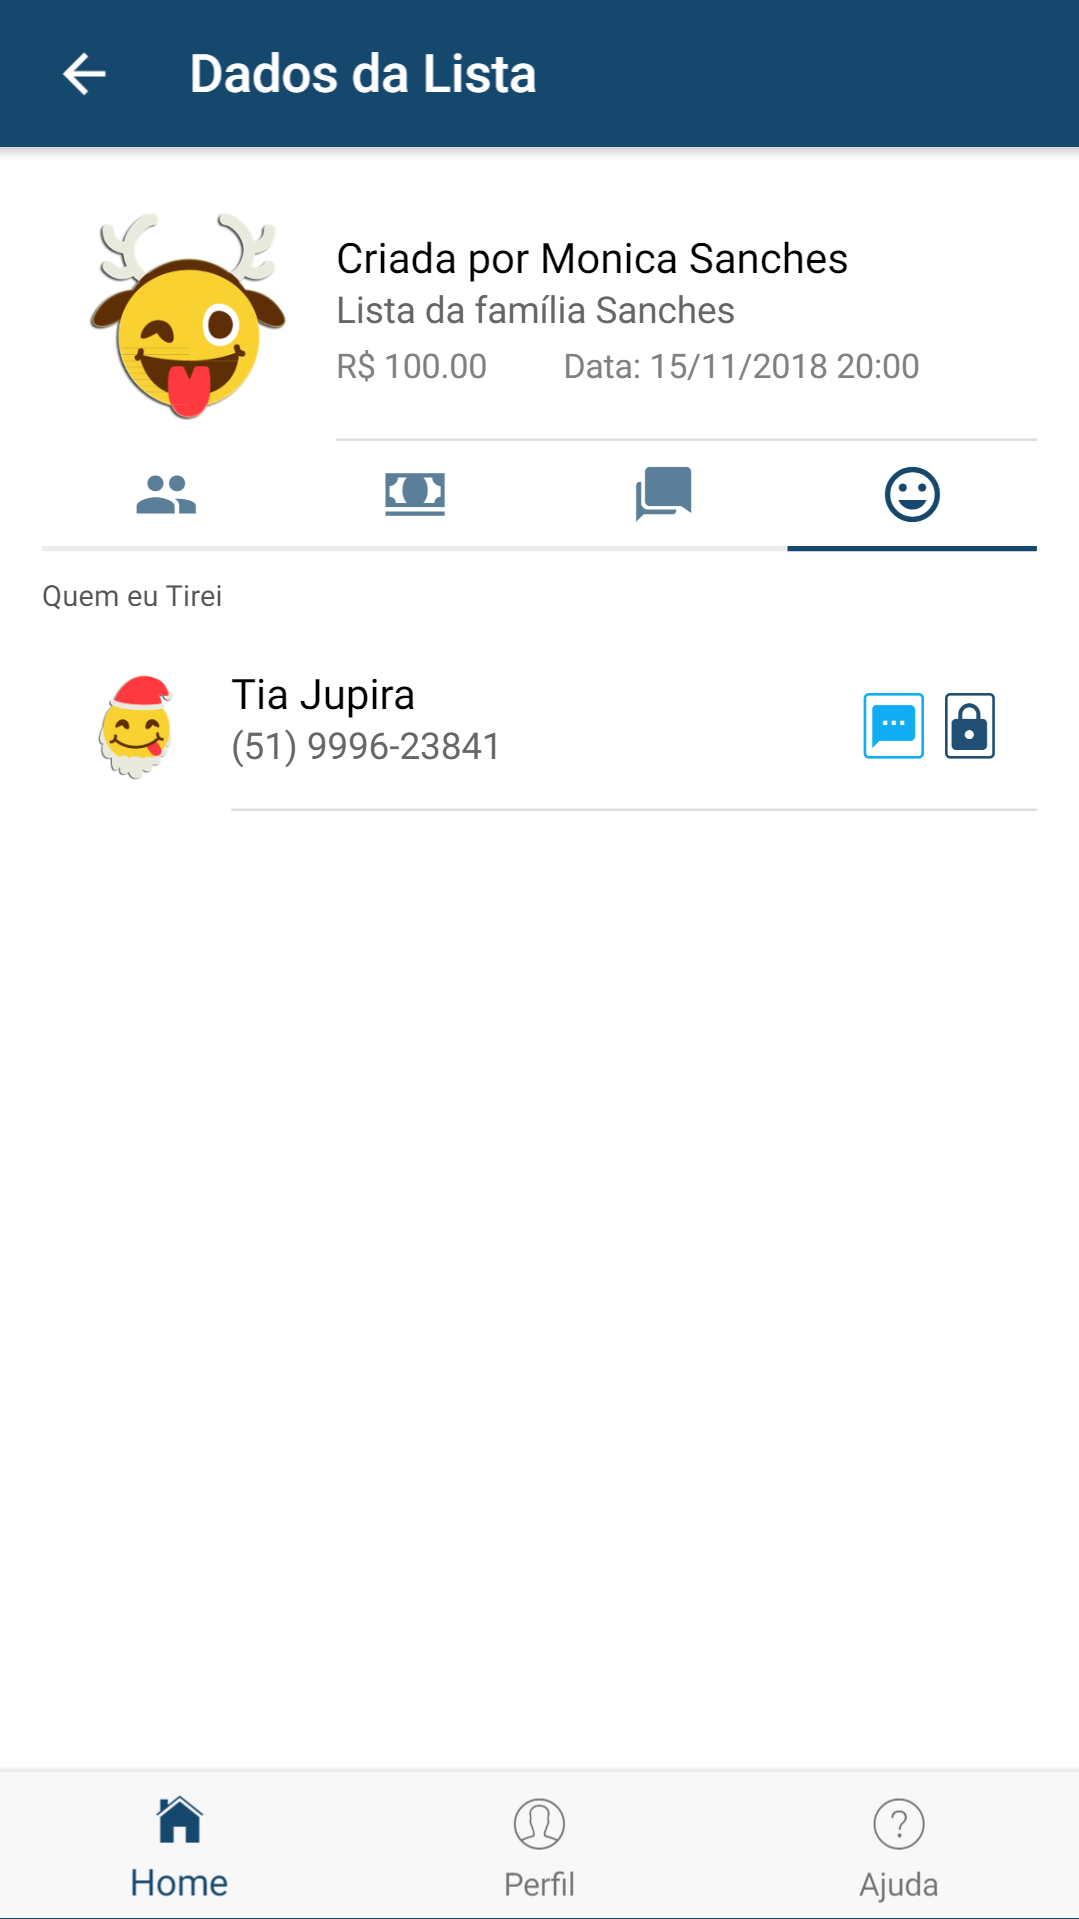 Dados da Lista
Criada por Monica Sanches
Lista da família Sanches
R$ 100.00 Data: 15/11/2018 20:00
Quem eu Tirei
Tia Jupira
(51) 9996-23841
Home Perfil Ajuda